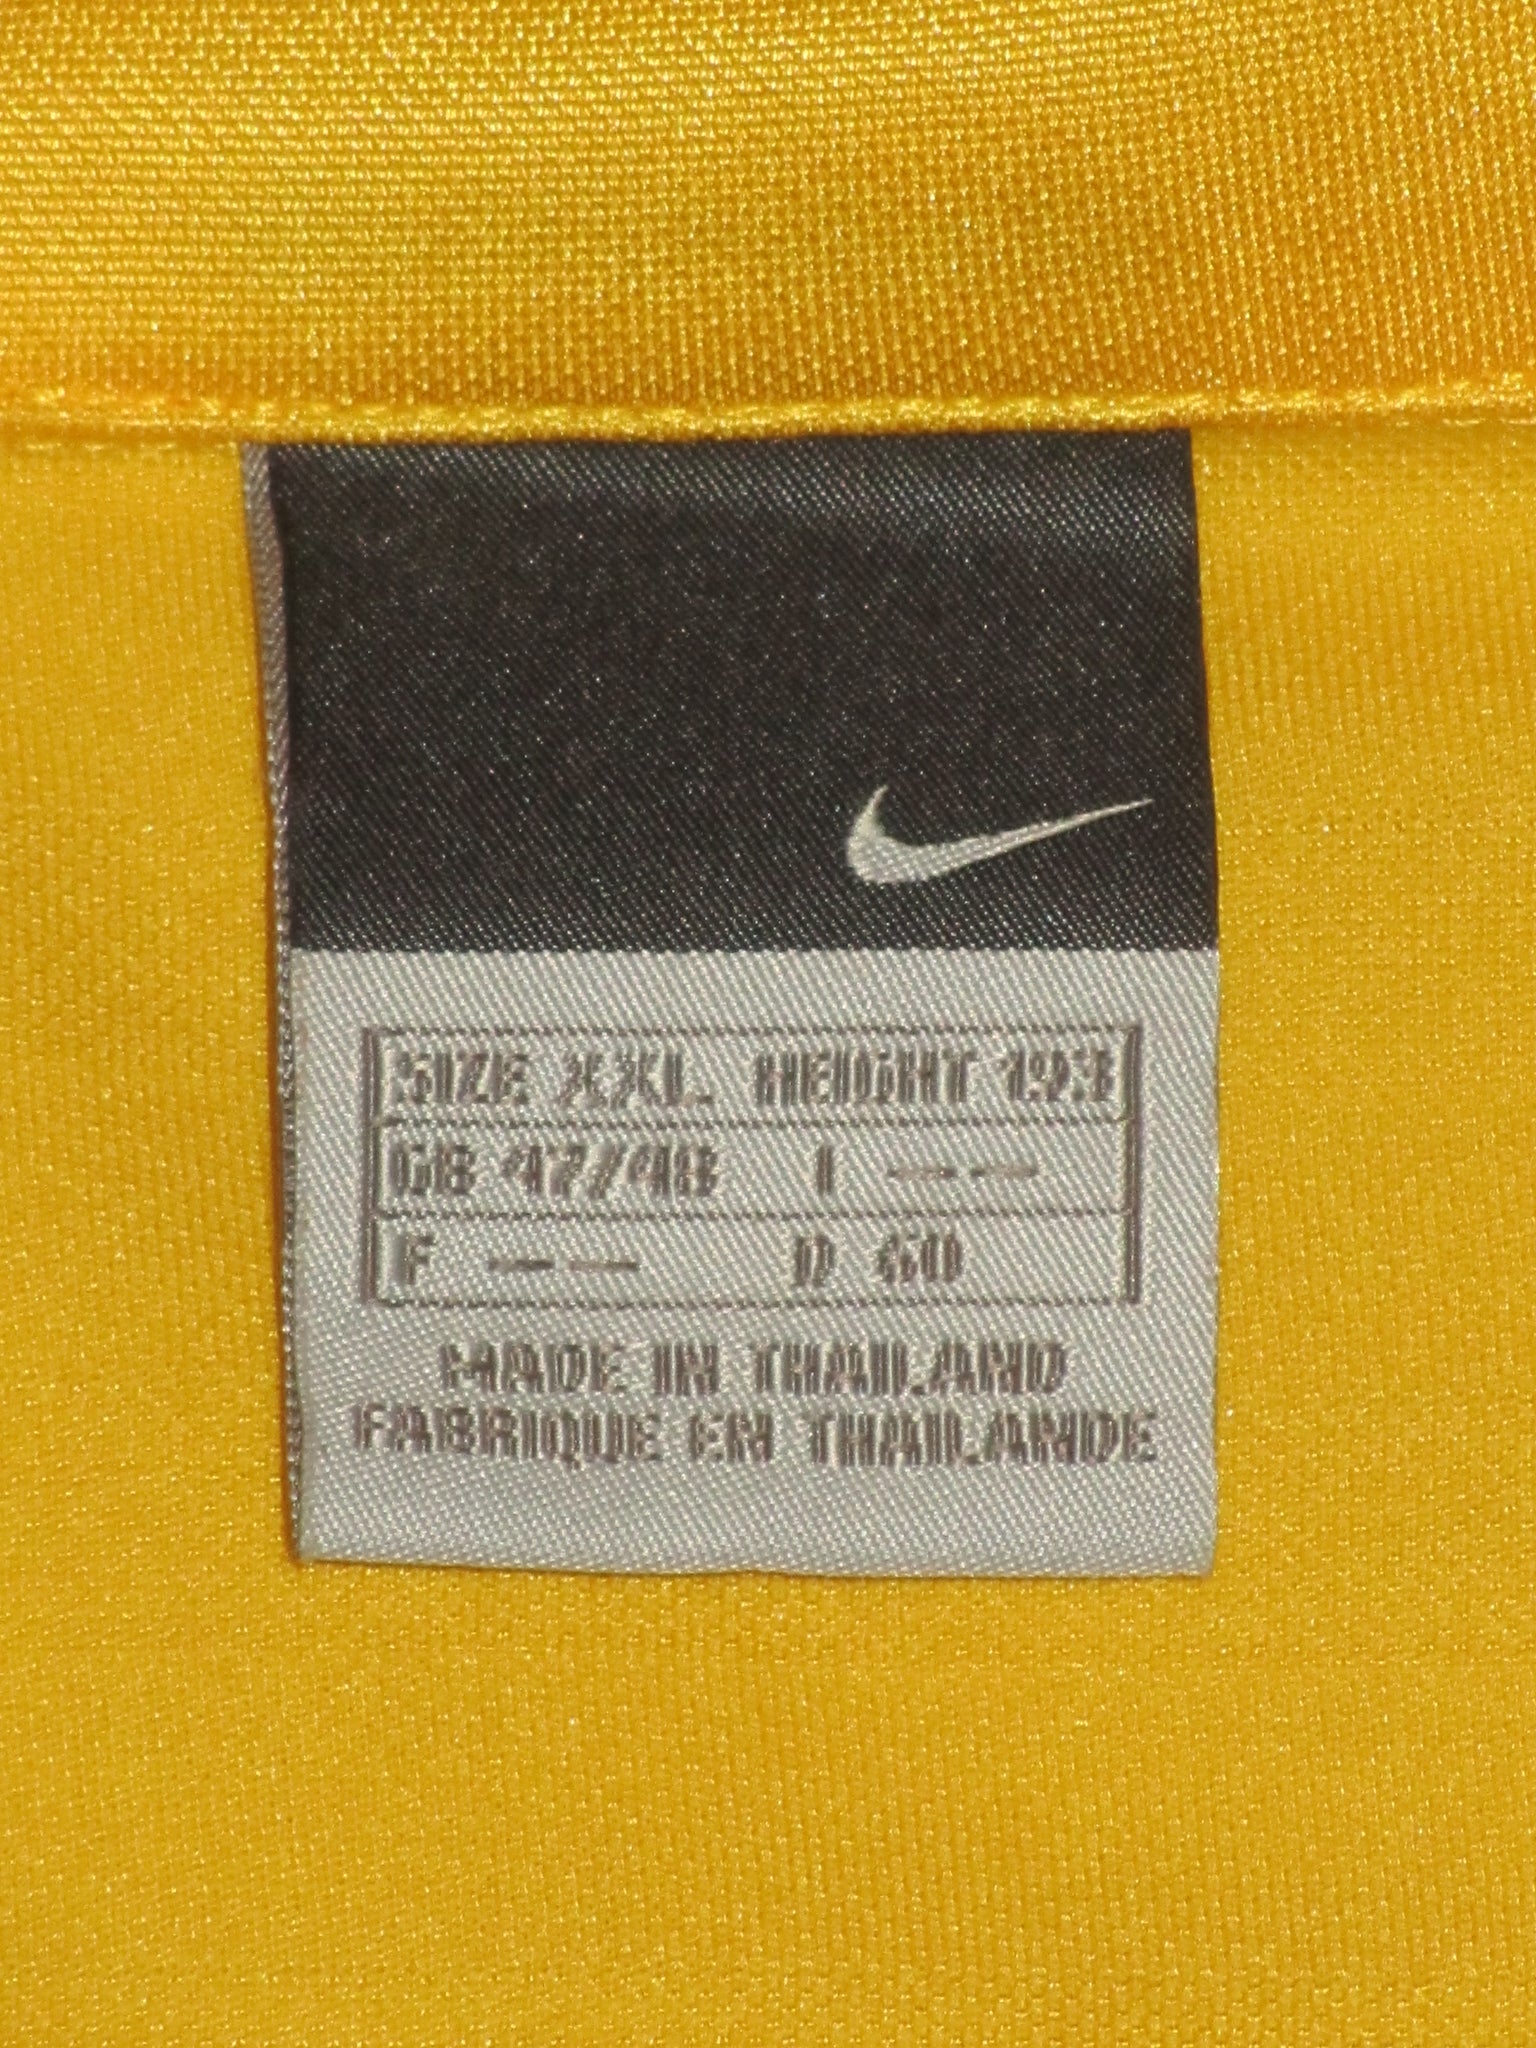 SIZE XXL HEIGHT 193
GB 47/48 I — —
F — — D 60
MADE IN THAILAND
FABRIQUE EN THAILANDE